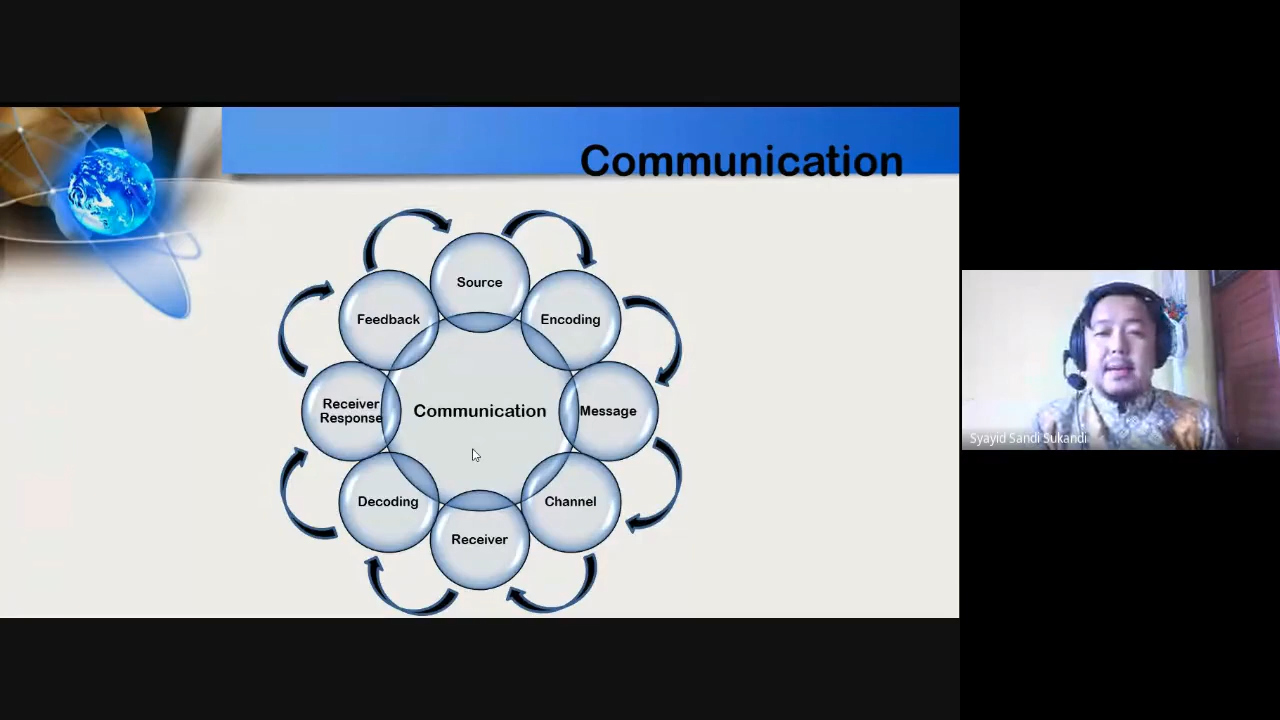 Communication
Source
Encoding
Message
Channel
Receiver
Decoding
Receiver
Response
Feedback
Communication
Syayid Sandi Sukandi